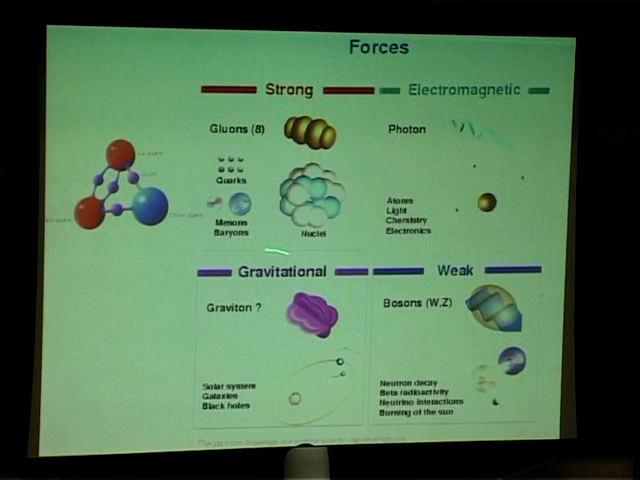 Forces
Strong
Electromagnetic
Gluons (8)
Photon
Quarks
Mesons
Baryons
Nuclei
Atoms
Light
Chemistry
Electronics
Gravitational
Weak
Graviton ?
Bosons (W,Z)
Solar system
Galaxies
Black holes
Neutron decay
Beta radioactivity
Neutrino interactions
Burning of the sun